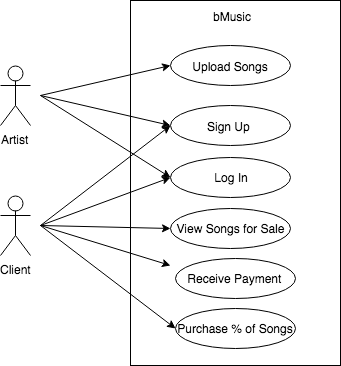 bMusic
Upload Songs
Sign Up
Artist
Log In
View Songs for Sale
Client
Receive Payment
Purchase % of Songs